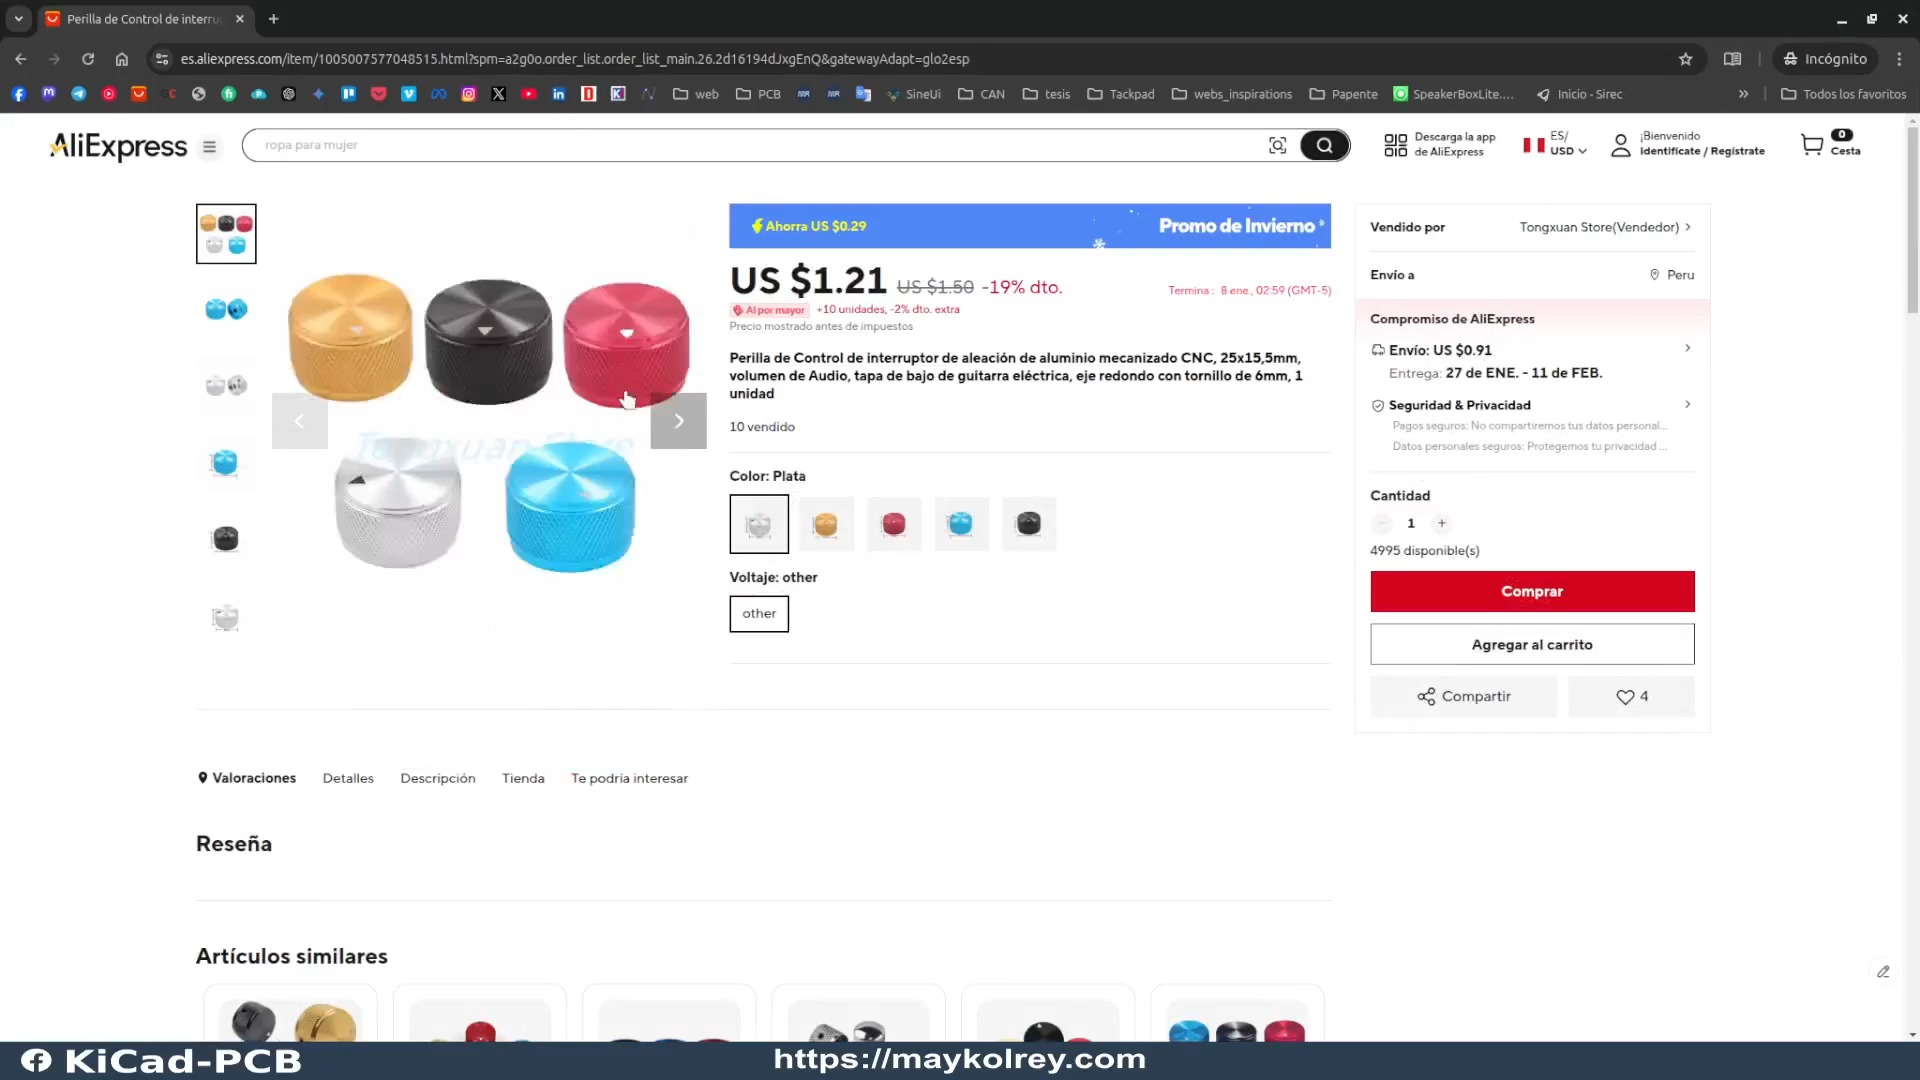 Perilla de Control de interru
es.aliexpress.com/item/1005007577048515.html?spm=a2g0o.order_list.order_list_main.26.2d16194dJxgEnQ&gatewayAdapt=glo2esp
Incógnito
web
PCB
SineUi
CAN
tesis
Tackpad
webs_inspirations
Papente
SpeakerBoxLite....
Inicio - Sirec
Todos los favoritos
AliExpress
ropa para mujer
Descarga la app
de AliExpress
ES/
USD
¡Bienvenido
Identifícate / Regístrate
0
Cesta
Ahorra US $0.29
Promo de Invierno *
US $1.21 US $1.50 -19% dto.
Termina : 8 ene., 02:59 (GMT-5)
Al por mayor +10 unidades, -2% dto. extra
Precio mostrado antes de impuestos
Perilla de Control de interruptor de aleación de aluminio mecanizado CNC, 25x15,5mm,
volumen de Audio, tapa de bajo de guitarra eléctrica, eje redondo con tornillo de 6mm, 1
unidad
10 vendido
Tongxuan Store
Color: Plata
Voltaje: other
other
Vendido por
Tongxuan Store(Vendedor)
Envío a
Peru
Compromiso de AliExpress
Envío: US $0.91
Entrega: 27 de ENE. - 11 de FEB.
Seguridad & Privacidad
Pagos seguros: No compartiremos tus datos personal...
Datos personales seguros: Protegemos tu privacidad ...
Cantidad
- 1 +
4995 disponible(s)
Comprar
Agregar al carrito
Compartir
4
Valoraciones
Detalles
Descripción
Tienda
Te podría interesar
Reseña
Artículos similares
KiCad-PCB
https://maykolrey.com